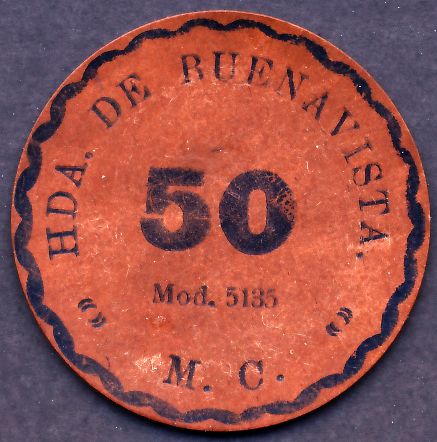 HDA. DE BUENAVISTA.
50
Mod. 5135
M. C.